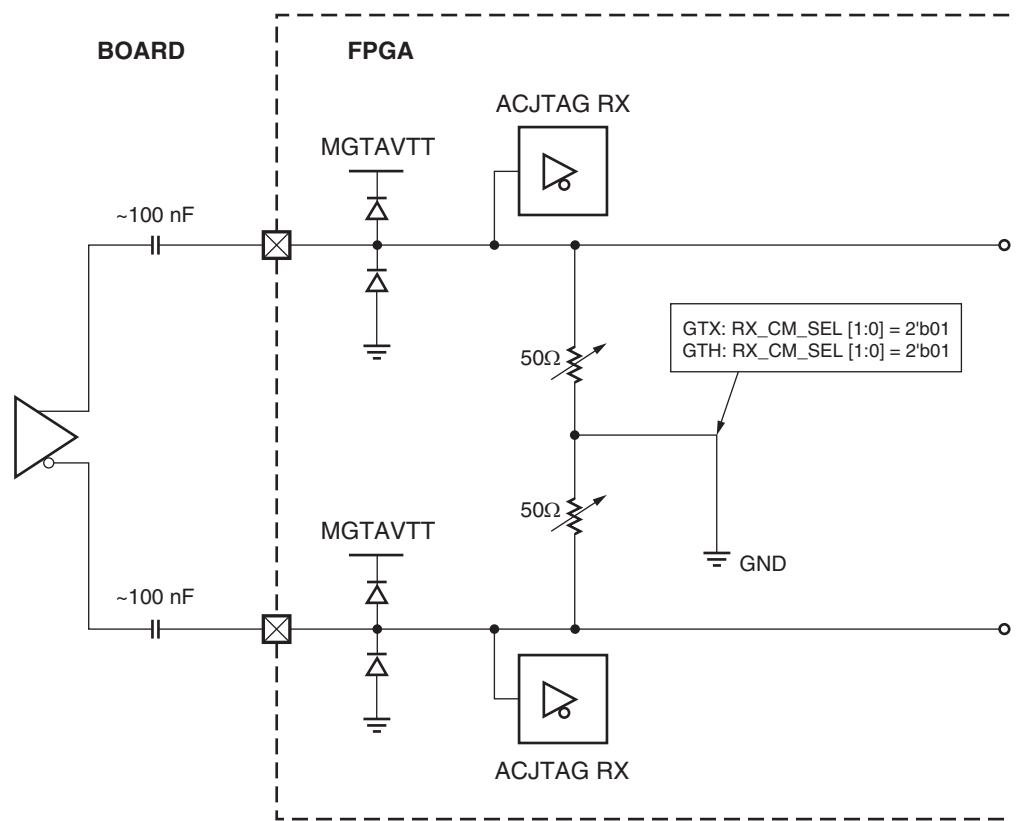 BOARD
FPGA
ACJTAG RX
MGTAVTT
~100 nF
GTX: RX_CM_SEL [1:0] = 2'b01
GTH: RX_CM_SEL [1:0] = 2'b01
50Ω
50Ω
MGTAVTT
GND
~100 nF
ACJTAG RX